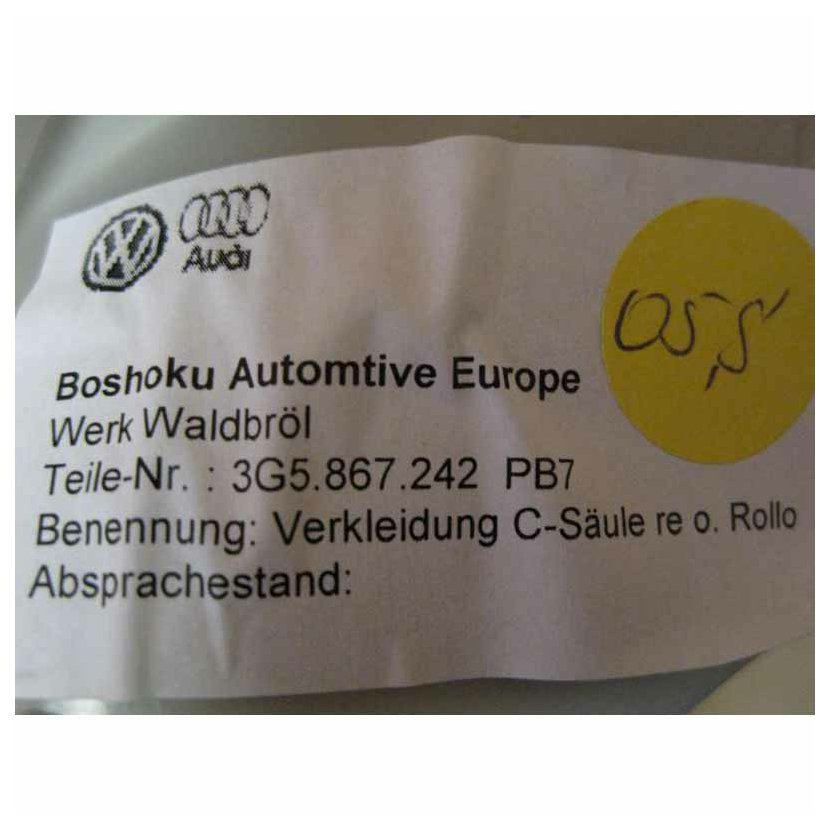 Audi
Boshoku Automtive Europe
Werk Waldbröl
Teile-Nr. : 3G5.867.242 PB7
Benennung: Verkleidung C-Säule re o. Rollo
Absprachestand: